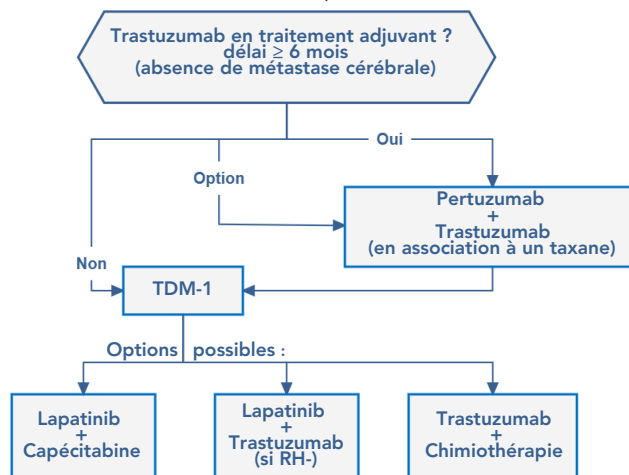 Trastuzumab en traitement adjuvant ?
délai ≥ 6 mois
(absence de métastase cérébrale)
Oui
Option
Pertuzumab
+
Trastuzumab
(en association à un taxane)
Non
TDM-1
Options possibles :
Lapatinib
+
Capécitabine
Lapatinib
+
Trastuzumab
(si RH-)
Trastuzumab
+
Chimiothérapie